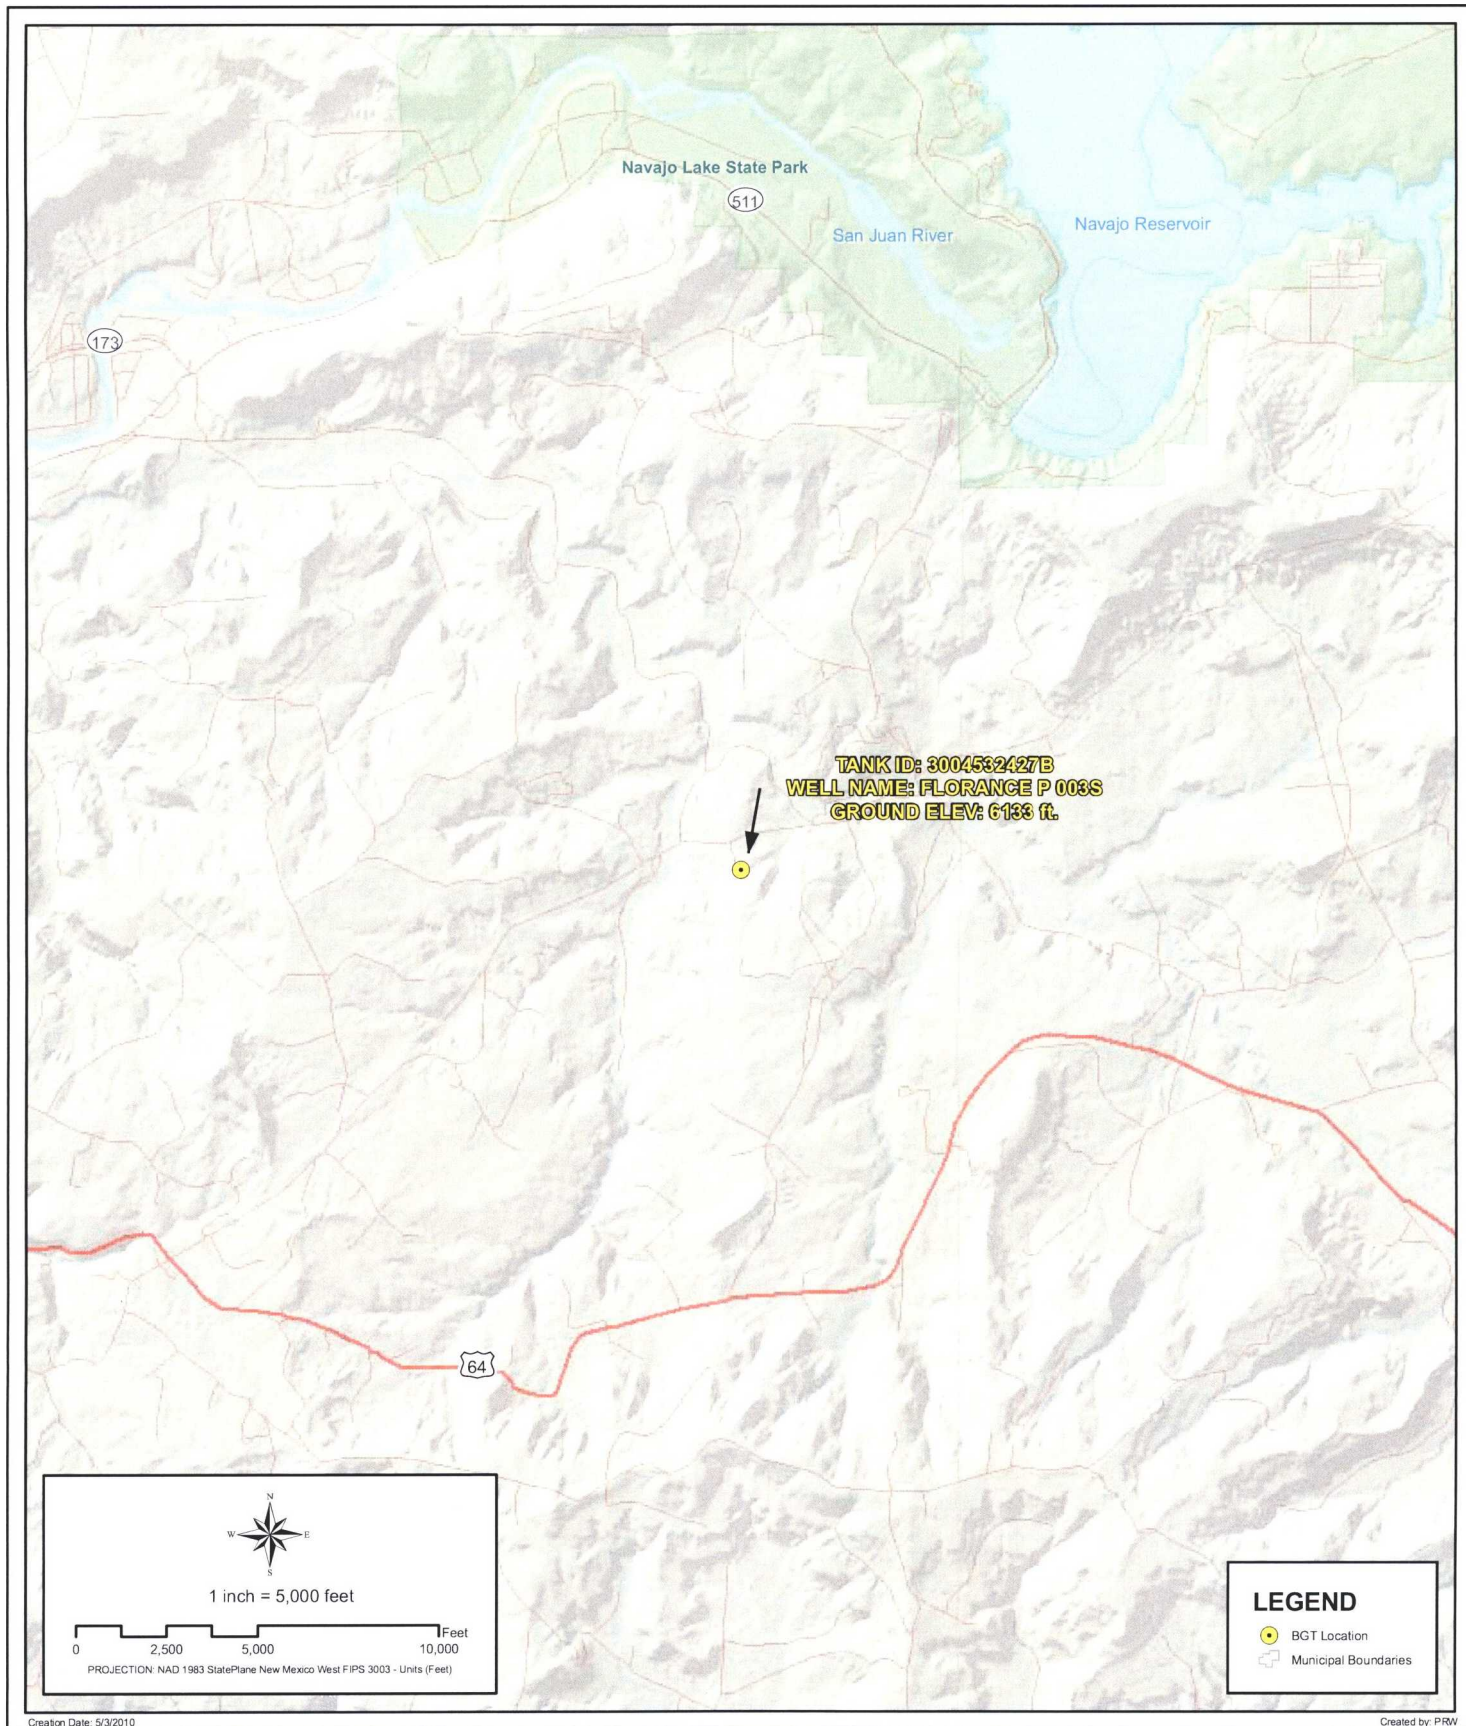 Navajo Lake State Park
511
San Juan River
Navajo Reservoir
173
TANK ID: 3004532427B
WELL NAME: FLORANCE P 003S
GROUND ELEV: 6133 ft.
64
N
W E
S
1 inch = 5,000 feet
Feet
0 2,500 5,000 10,000
PROJECTION: NAD 1983 StatePlane New Mexico West FIPS 3003 - Units (Feet)
LEGEND
BGT Location
Municipal Boundaries
Creation Date: 5/3/2010
Created by: PRW